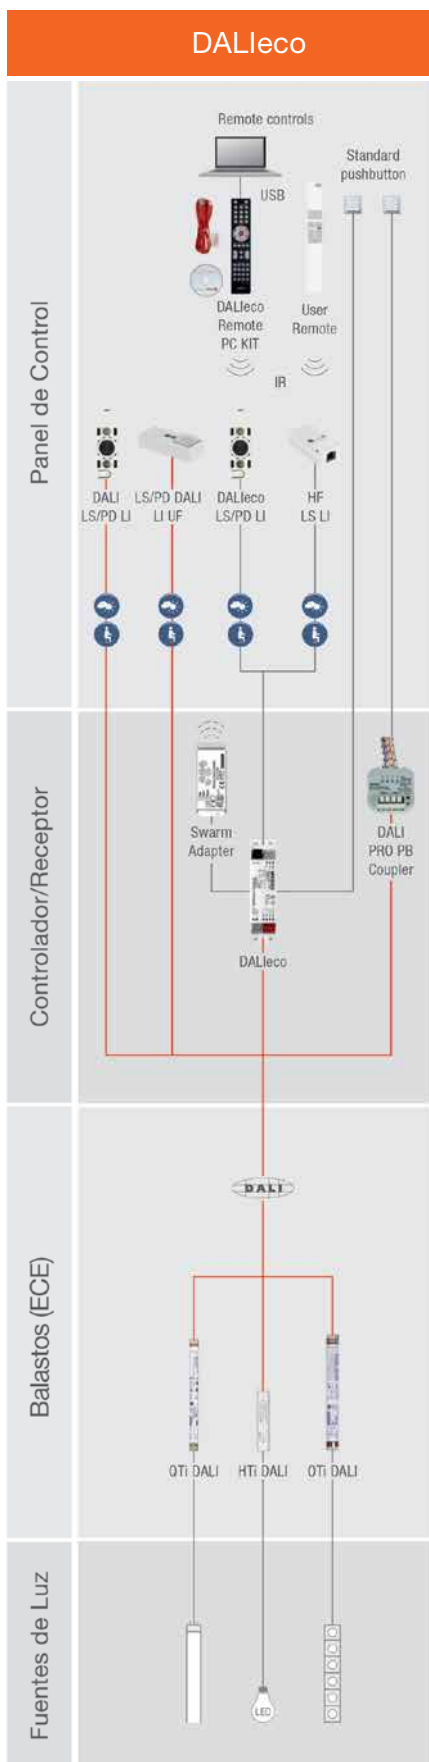 DALIeco
Panel de Control
Remote controls
Standard
pushbutton
USB
DALIeco
Remote
PC KIT
User
Remote
IR
DALI
LS/PD LI
LS/PD DALI
LI UF
DALIeco
LS/PD LI
HF
LS LI
Controlador/Receptor
Swarm
Adapter
DALI
PRO PB
Coupler
DALIeco
Balastos (ECE)
DALI
QTi DALI
HTi DALI
OTi DALI
Fuentes de Luz
LED